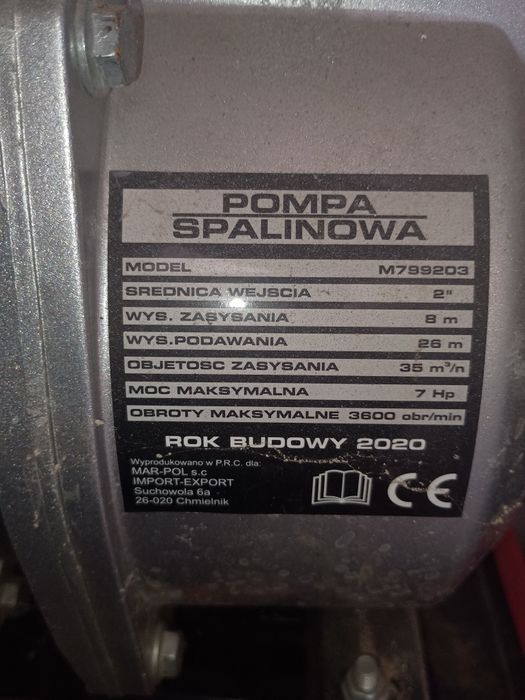 POMPA
SPALINOWA
MODEL M799203
SREDNICA WEJSCIA 2"
WYS. ZASYSANIA 8 m
WYS.PODAWANIA 26 m
OBJETOSC ZASYSANIA 35 m³/n
MOC MAKSYMALNA 7 Hp
OBROTY MAKSYMALNE 3600 obr/min
ROK BUDOWY 2020
Wyprodukowano w P.R.C. dla:
MAR-POL s.c
IMPORT-EXPORT
Suchowola 6a
26-020 Chmielnik
CE